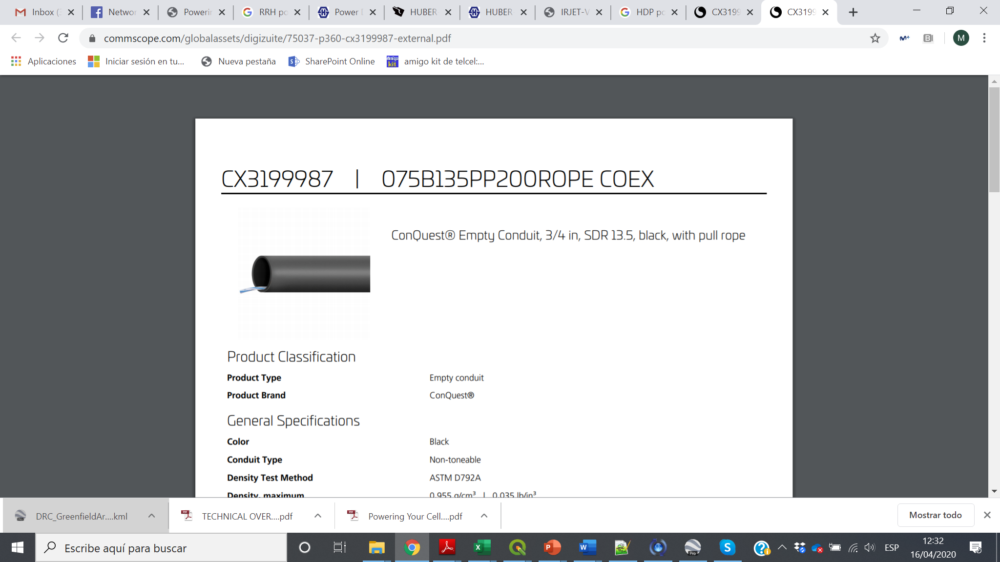 Inbox (
Networ
Powerin
RRH po
Power D
HUBER
HUBER
IRJET-V
HDP po
CX3199
CX3199
commscope.com/globalassets/digizuite/75037-p360-cx3199987-external.pdf
M
Aplicaciones
Iniciar sesión en tu...
Nueva pestaña
SharePoint Online
amigo kit de telcel:...
CX3199987 | 075B135PP200ROPE COEX
ConQuest® Empty Conduit, 3/4 in, SDR 13.5, black, with pull rope
Product Classification
Product Type Empty conduit
Product Brand ConQuest®
General Specifications
Color Black
Conduit Type Non-toneable
Density Test Method ASTM D792A
Density, maximum 0.955 g/cm³ | 0.035 lb/in³
DRC_GreenfieldAr....kml
TECHNICAL OVER....pdf
Powering Your Cell....pdf
Mostrar todo
Escribe aquí para buscar
ESP
12:32
16/04/2020